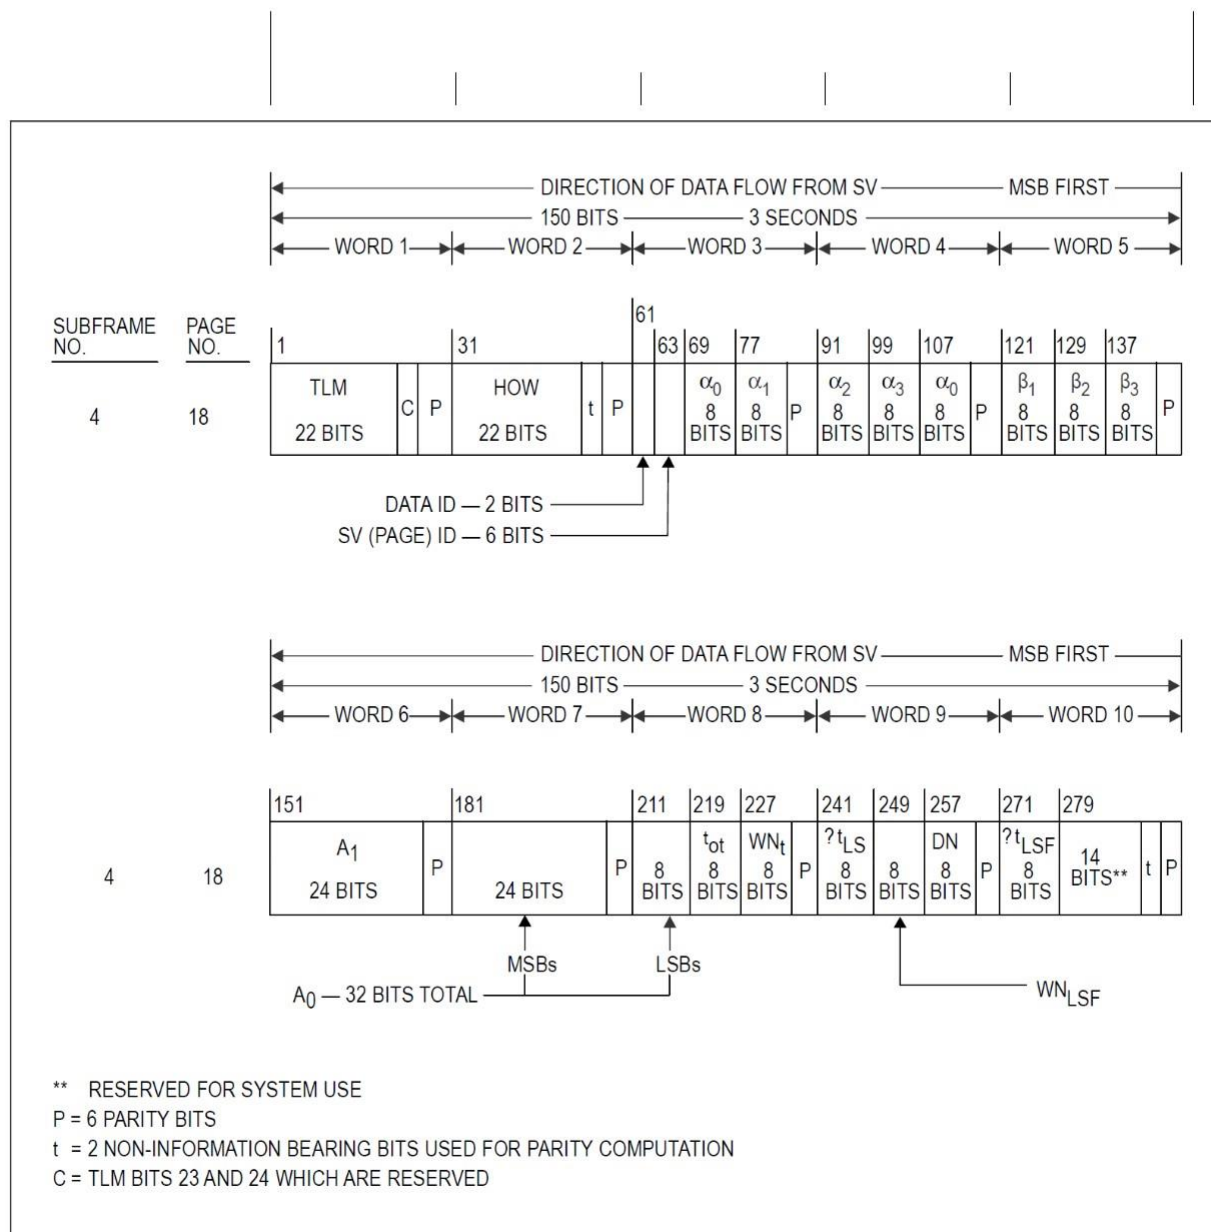 DIRECTION OF DATA FLOW FROM SV MSB FIRST
150 BITS 3 SECONDS
WORD 1 WORD 2 WORD 3 WORD 4 WORD 5
SUBFRAME NO. PAGE NO.
1 31 61 63 69 77 91 99 107 121 129 137
4 18 TLM 22 BITS C P HOW 22 BITS t P α0 8 BITS α1 8 BITS P α2 8 BITS α3 8 BITS α0 8 BITS P β1 8 BITS β2 8 BITS β3 8 BITS P
DATA ID — 2 BITS
SV (PAGE) ID — 6 BITS
DIRECTION OF DATA FLOW FROM SV MSB FIRST
150 BITS 3 SECONDS
WORD 6 WORD 7 WORD 8 WORD 9 WORD 10
151 181 211 219 227 241 249 257 271 279
4 18 A1 24 BITS P 24 BITS P 8 BITS tot 8 BITS WNt 8 BITS P ?tLS 8 BITS 8 BITS DN 8 BITS P ?tLSF 8 BITS 14 BITS** t P
MSBs LSBs
A0 — 32 BITS TOTAL WNLSF
** RESERVED FOR SYSTEM USE
P = 6 PARITY BITS
t = 2 NON-INFORMATION BEARING BITS USED FOR PARITY COMPUTATION
C = TLM BITS 23 AND 24 WHICH ARE RESERVED